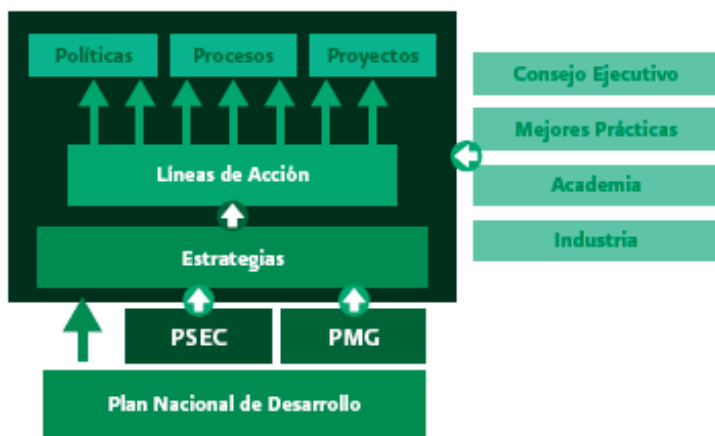 Políticas
Procesos
Proyectos
Líneas de Acción
Estrategias
PSEC
PMG
Plan Nacional de Desarrollo
Consejo Ejecutivo
Mejores Prácticas
Academia
Industria